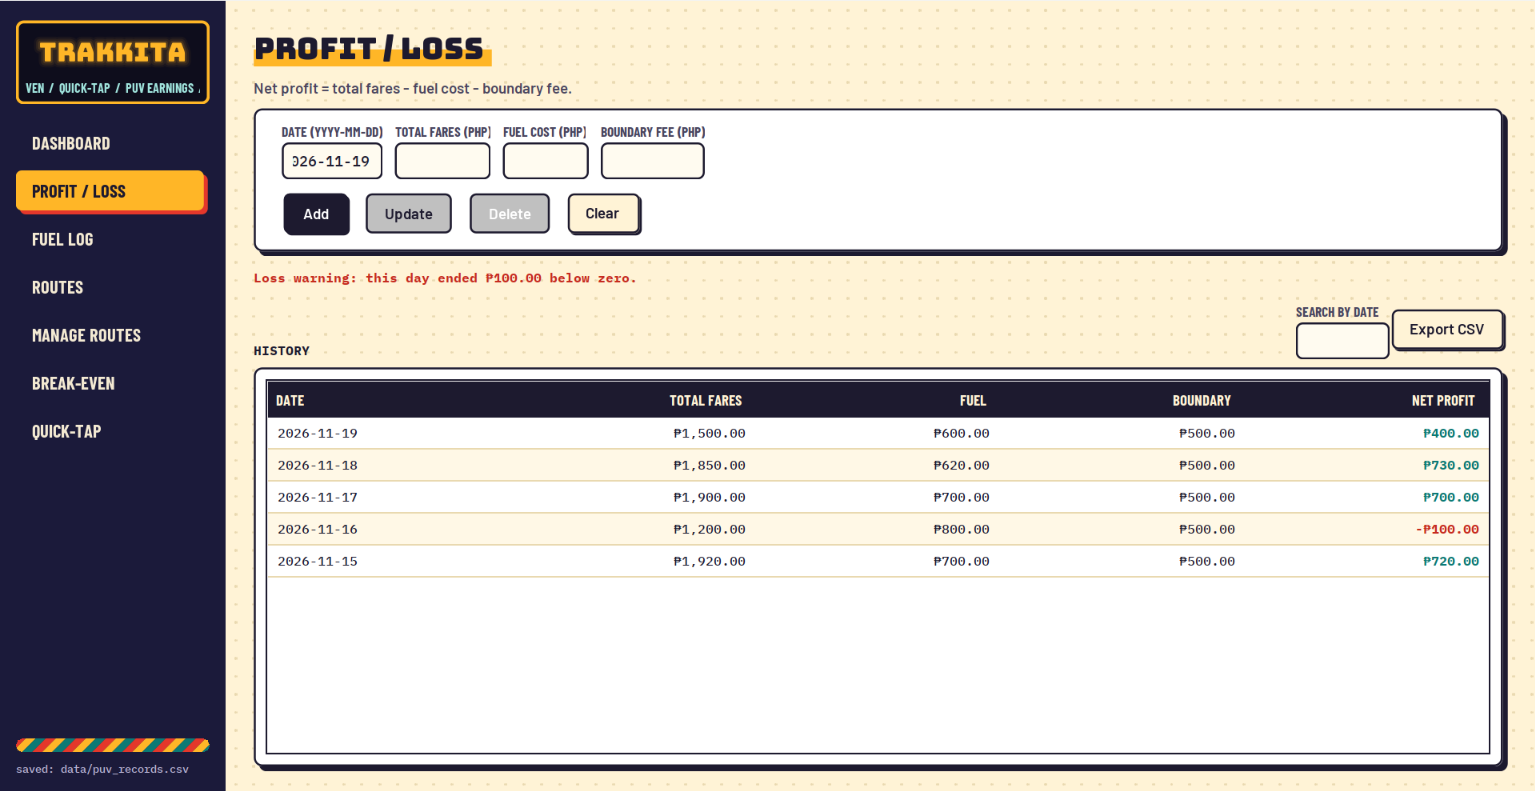 TRAKKITA
VEN / QUICK-TAP / PUV EARNINGS
DASHBOARD
PROFIT / LOSS
FUEL LOG
ROUTES
MANAGE ROUTES
BREAK-EVEN
QUICK-TAP
saved: data/puv_records.csv
PROFIT / LOSS
Net profit = total fares - fuel cost - boundary fee.
DATE (YYYY-MM-DD) TOTAL FARES (PHP) FUEL COST (PHP) BOUNDARY FEE (PHP)
026-11-19
Add Update Delete Clear
Loss warning: this day ended ₱100.00 below zero.
SEARCH BY DATE
Export CSV
HISTORY
DATE TOTAL FARES FUEL BOUNDARY NET PROFIT
2026-11-19 ₱1,500.00 ₱600.00 ₱500.00 ₱400.00
2026-11-18 ₱1,850.00 ₱620.00 ₱500.00 ₱730.00
2026-11-17 ₱1,900.00 ₱700.00 ₱500.00 ₱700.00
2026-11-16 ₱1,200.00 ₱800.00 ₱500.00 -₱100.00
2026-11-15 ₱1,920.00 ₱700.00 ₱500.00 ₱720.00